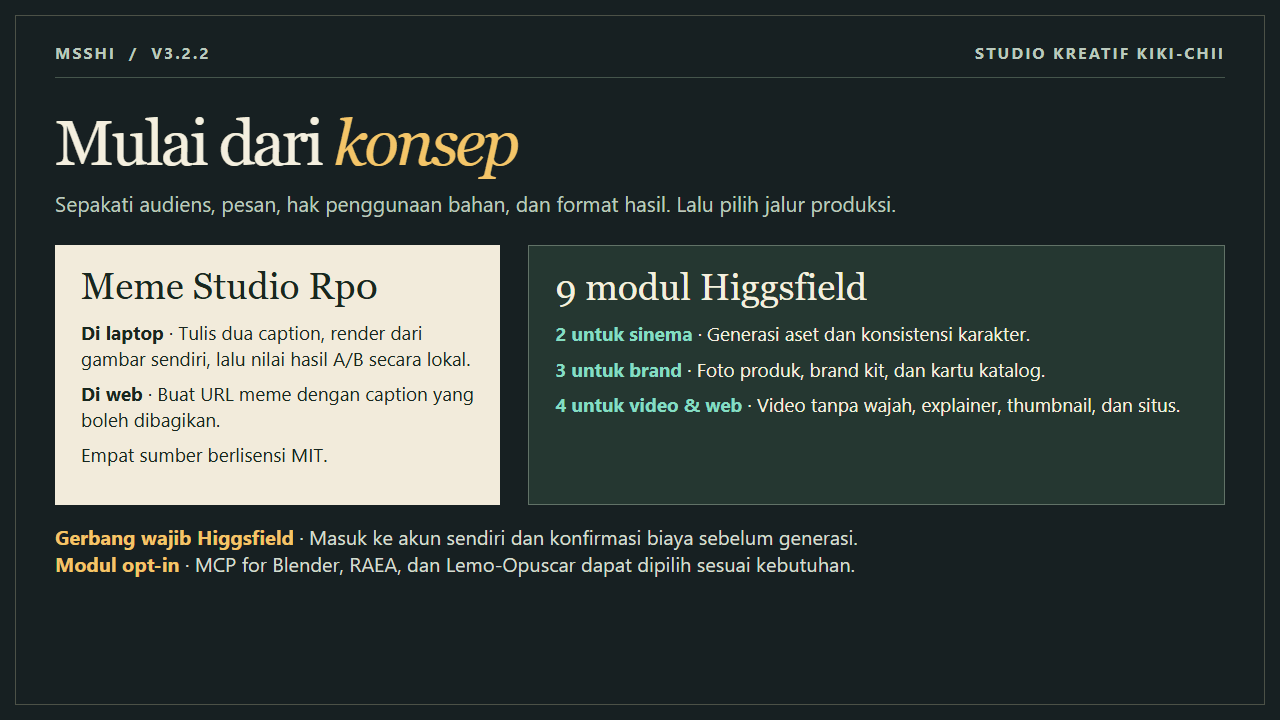 MSSHI / V3.2.2
STUDIO KREATIF KIKI-CHII
Mulai dari konsep
Sepakati audiens, pesan, hak penggunaan bahan, dan format hasil. Lalu pilih jalur produksi.
Meme Studio Rp0
Di laptop · Tulis dua caption, render dari
gambar sendiri, lalu nilai hasil A/B secara lokal.
Di web · Buat URL meme dengan caption yang
boleh dibagikan.
Empat sumber berlisensi MIT.
9 modul Higgsfield
2 untuk sinema · Generasi aset dan konsistensi karakter.
3 untuk brand · Foto produk, brand kit, dan kartu katalog.
4 untuk video & web · Video tanpa wajah, explainer, thumbnail, dan situs.
Gerbang wajib Higgsfield · Masuk ke akun sendiri dan konfirmasi biaya sebelum generasi.
Modul opt-in · MCP for Blender, RAEA, dan Lemo-Opuscar dapat dipilih sesuai kebutuhan.